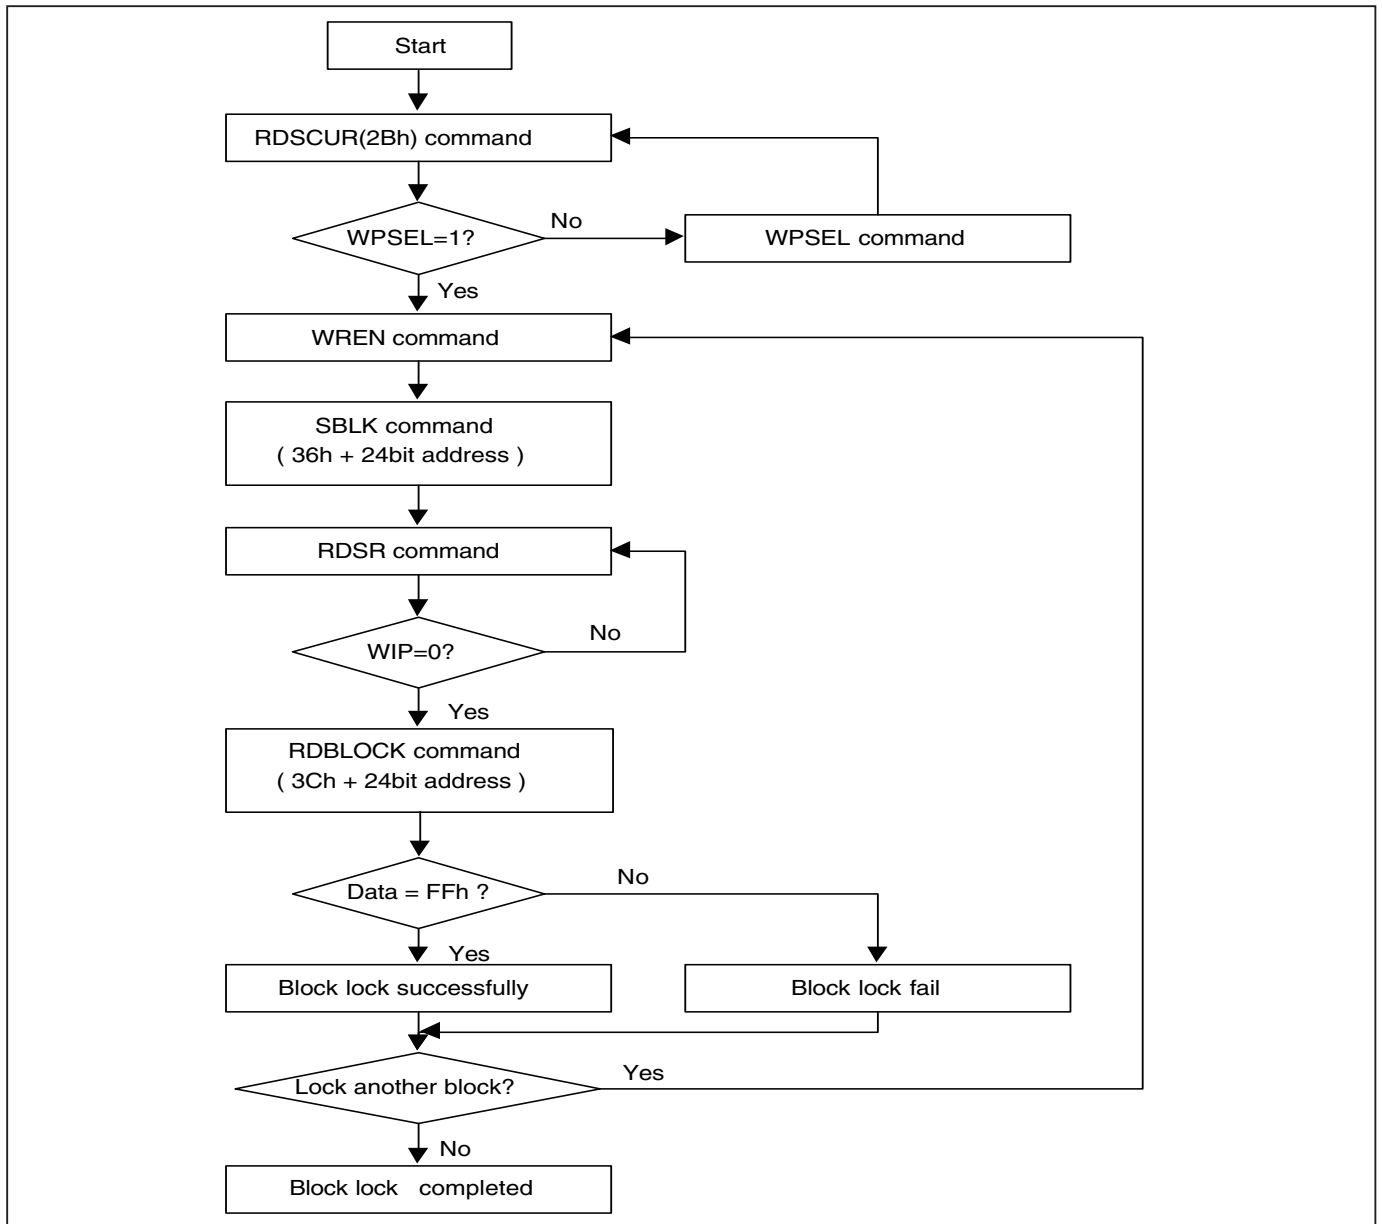 Start
RDSCUR(2Bh) command
WPSEL=1?
No
WPSEL command
Yes
WREN command
SBLK command
( 36h + 24bit address )
RDSR command
WIP=0?
No
Yes
RDBLOCK command
( 3Ch + 24bit address )
Data = FFh ?
No
Yes
Block lock successfully
Block lock fail
Lock another block?
Yes
No
Block lock completed